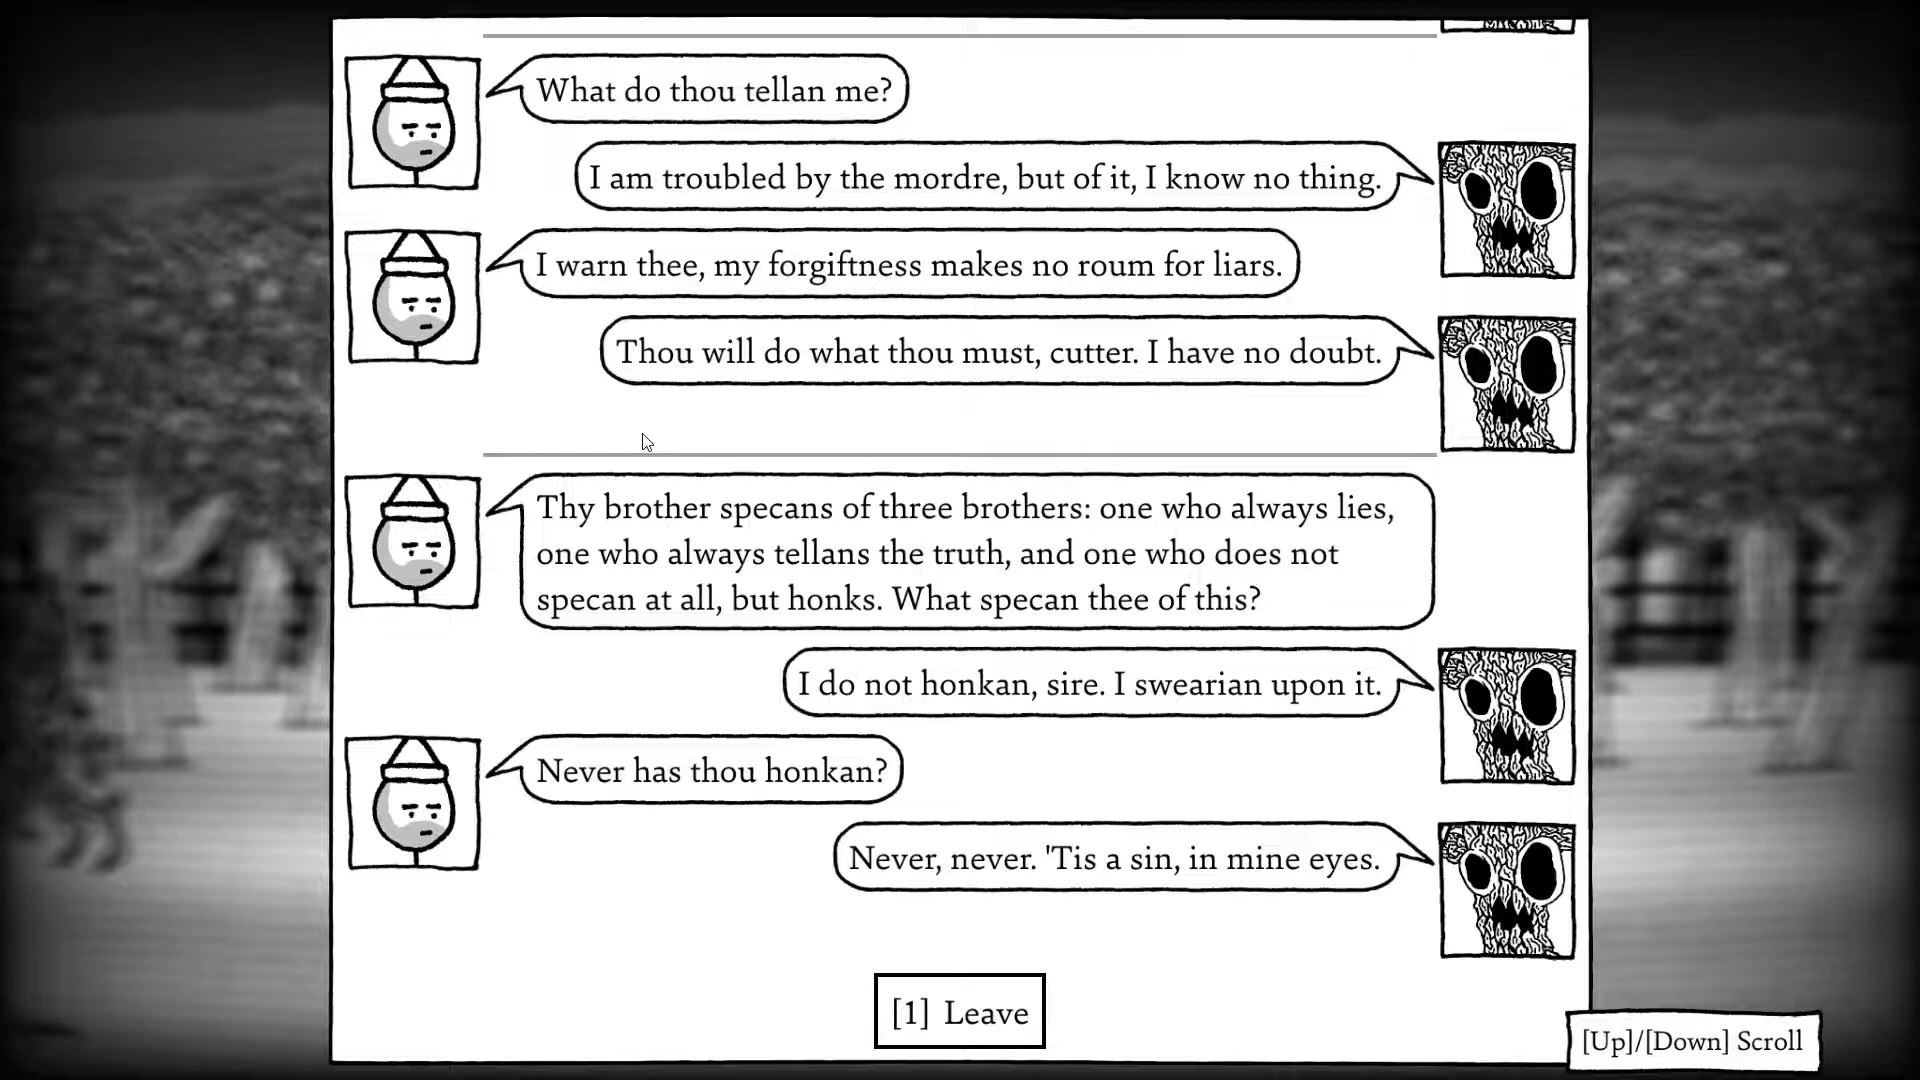 What do thou tellan me?
I am troubled by the mordre, but of it, I know no thing.
I warn thee, my forgiftness makes no roum for liars.
Thou will do what thou must, cutter. I have no doubt.
Thy brother specans of three brothers: one who always lies,
one who always tellans the truth, and one who does not
specan at all, but honks. What specan thee of this?
I do not honkan, sire. I swearian upon it.
Never has thou honkan?
Never, never. 'Tis a sin, in mine eyes.
[1] Leave
[Up]/[Down] Scroll